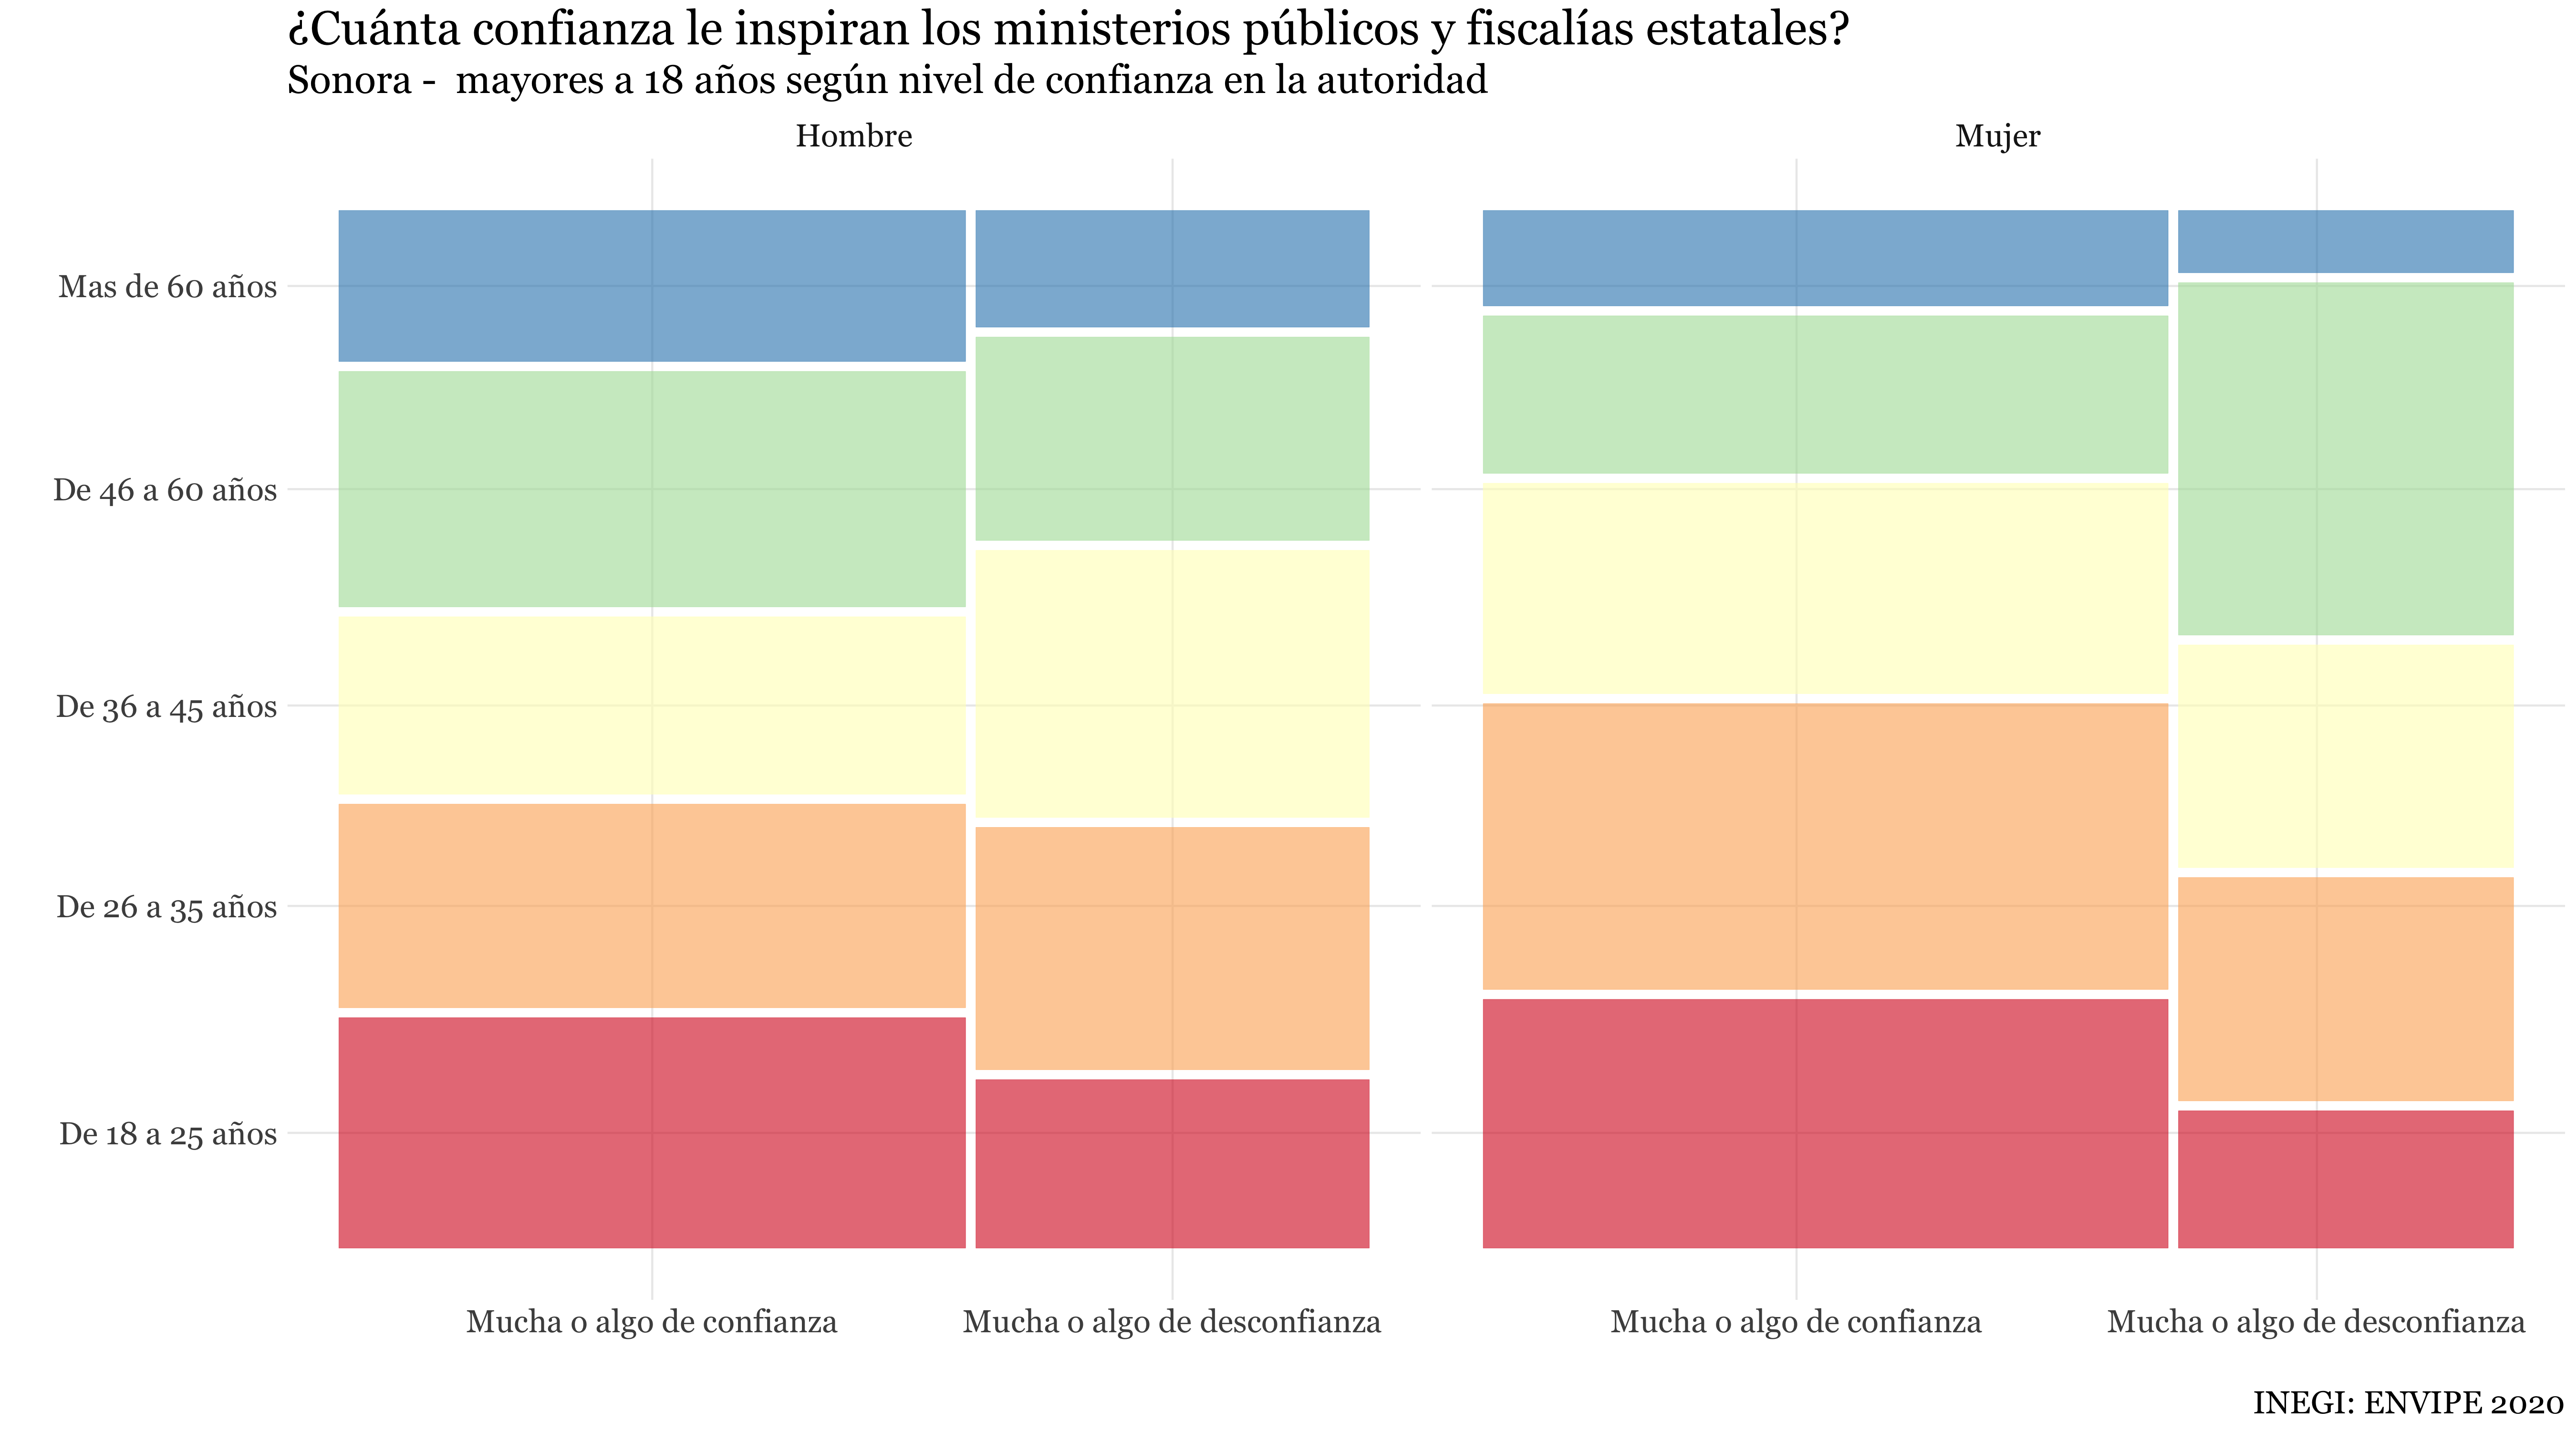 ¿Cuánta confianza le inspiran los ministerios públicos y fiscalías estatales?
Sonora -  mayores a 18 años según nivel de confianza en la autoridad
Hombre
Mujer
Mas de 60 años
De 46 a 60 años
De 36 a 45 años
De 26 a 35 años
De 18 a 25 años
Mucha o algo de confianza
Mucha o algo de desconfianza
Mucha o algo de confianza
Mucha o algo de desconfianza
INEGI: ENVIPE 2020